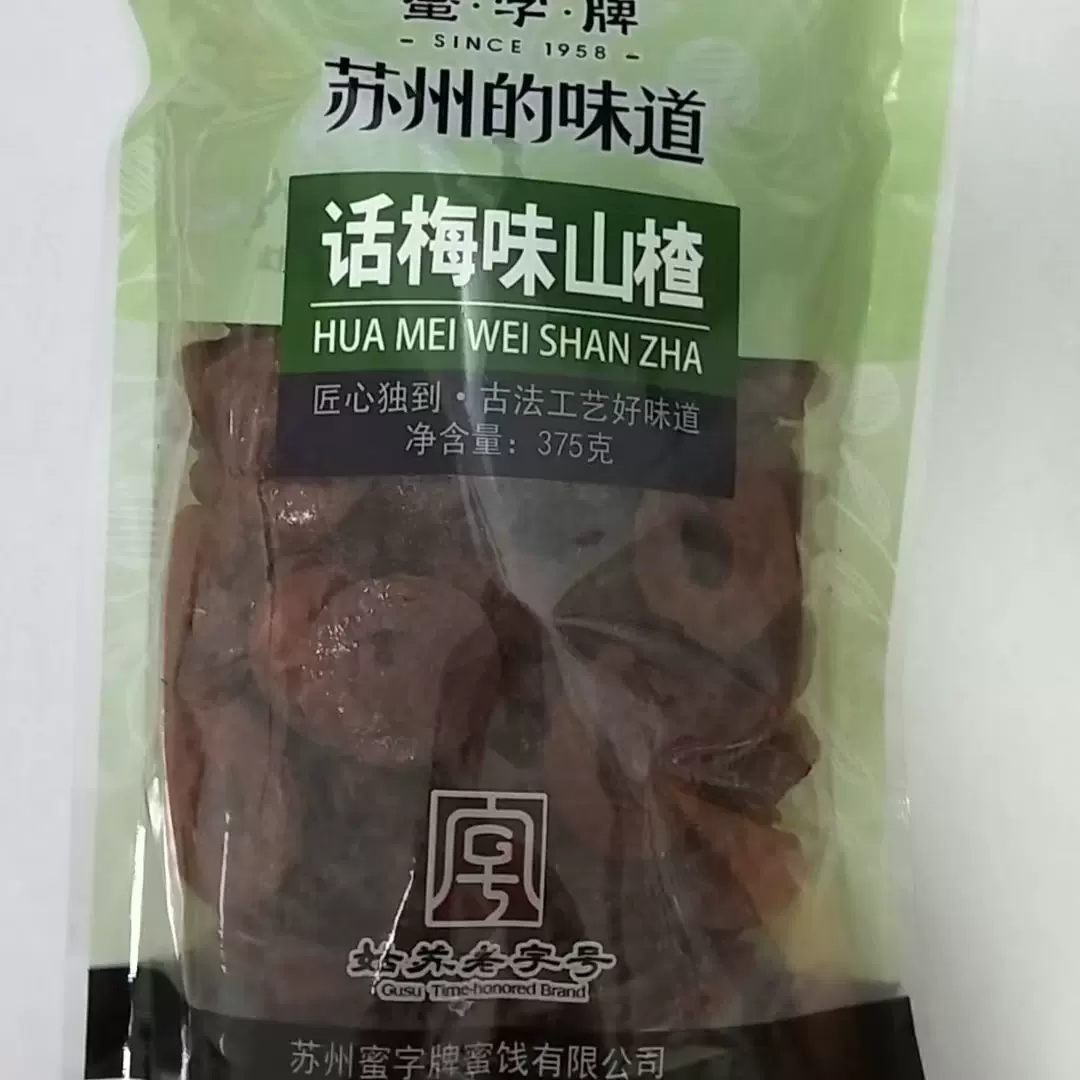 蜜·字·牌
- SINCE 1958 -
苏州的味道
话梅味山楂
HUA MEI WEI SHAN ZHA
匠心独到·古法工艺好味道
净含量：375克
姑苏老字号
Gusu Time-honored Brand
苏州蜜字牌蜜饯有限公司